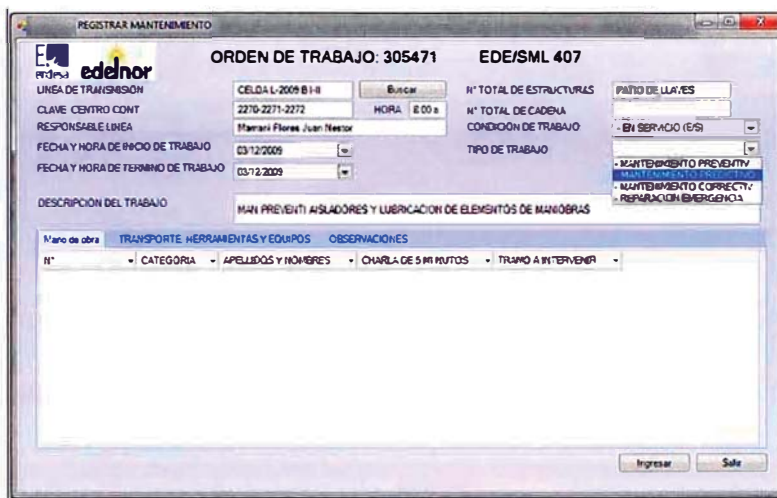 REGISTRAR MANTENIMIENTO
endesa edelnor ORDEN DE TRABAJO: 305471 EDE/SML 407
LINEA DE TRANSMISIÓN CELDA L-2009 B I-II Buscar N° TOTAL DE ESTRUCTURAS PATIO DE LLAVES
CLAVE CENTRO CONT 2270-2271-2272 HORA 8:00 a N° TOTAL DE CADENA
RESPONSABLE LINEA Mamani Flores Juan Nestor CONDICIÓN DE TRABAJO - EN SERVICIO (E/S)
FECHA Y HORA DE INICIO DE TRABAJO 03/12/2009 TIPO DE TRABAJO
FECHA Y HORA DE TERMINO DE TRABAJO 03/12/2009
- MANTENIMIENTO PREVENTIV
- MANTENIMIENTO PREDICTIVO
- MANTENIMIENTO CORRECTIV
- REPARACION EMERGENCIA
DESCRIPCIÓN DEL TRABAJO MAN PREVENTI AISLADORES Y LUBRICACION DE ELEMENTOS DE MANIOBRAS
Mano de obra TRANSPORTE, HERRAMIENTAS Y EQUIPOS OBSERVACIONES
N° CATEGORIA APELLIDOS Y NOMBRES CHARLA DE 5 MINUTOS TRAMO A INTERVENIR
Ingresar Salir